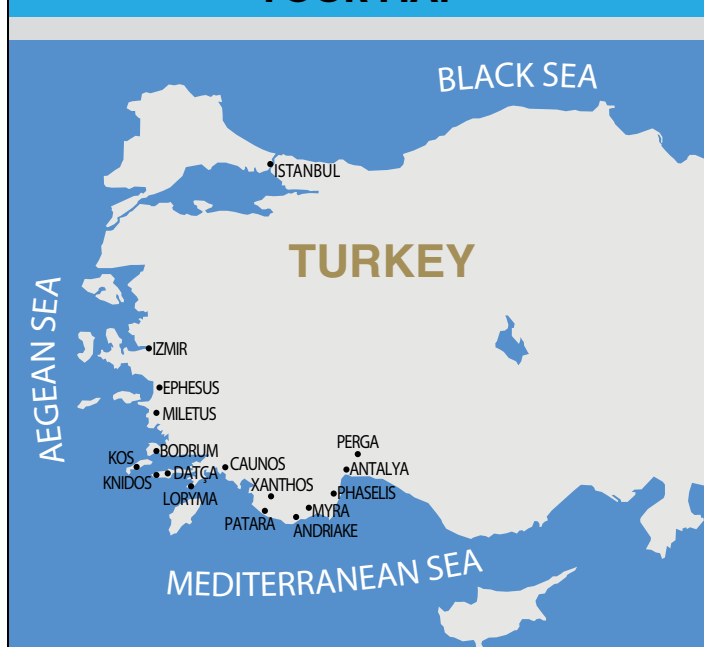 BLACK SEA
ISTANBUL
TURKEY
AEGEAN SEA
IZMIR
EPHESUS
MILETUS
BODRUM
KOS
KNIDOS
DATÇA
LORYMA
CAUNOS
XANTHOS
PATARA
PERGA
ANTALYA
PHASELIS
MYRA
ANDRIAKE
MEDITERRANEAN SEA